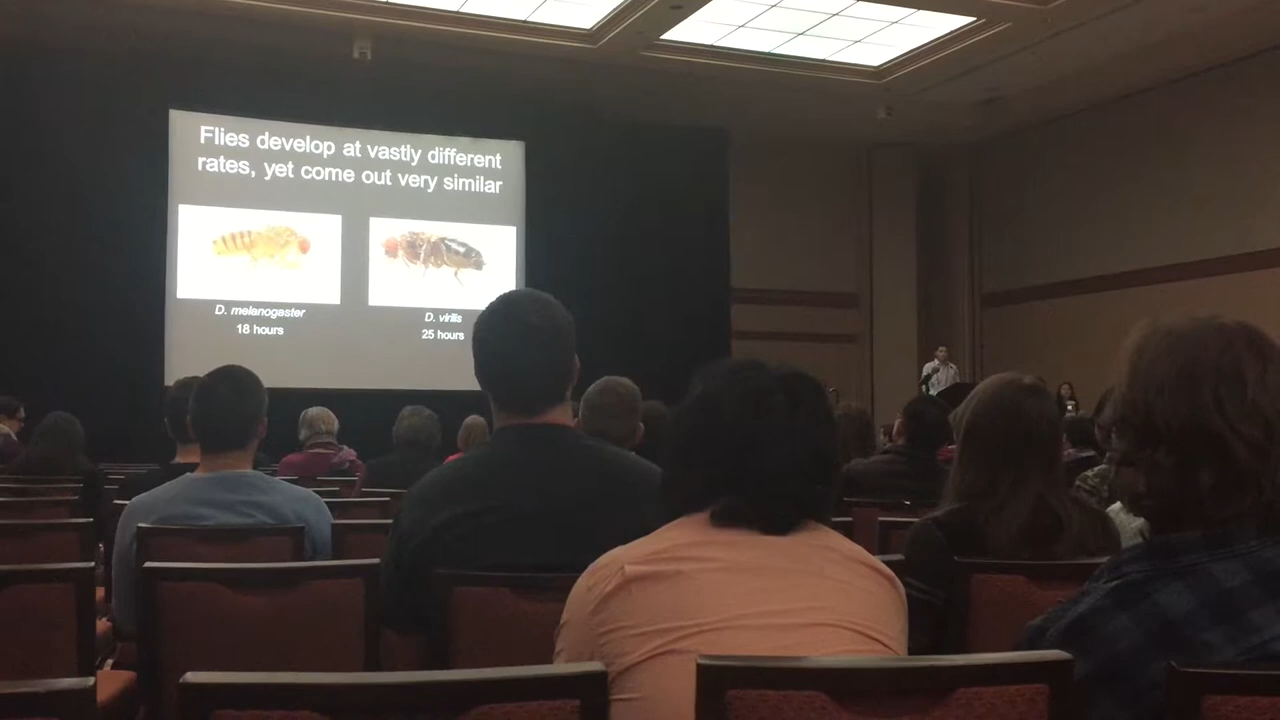 Flies develop at vastly different
rates, yet come out very similar
D. melanogaster
D. virilis
18 hours
25 hours